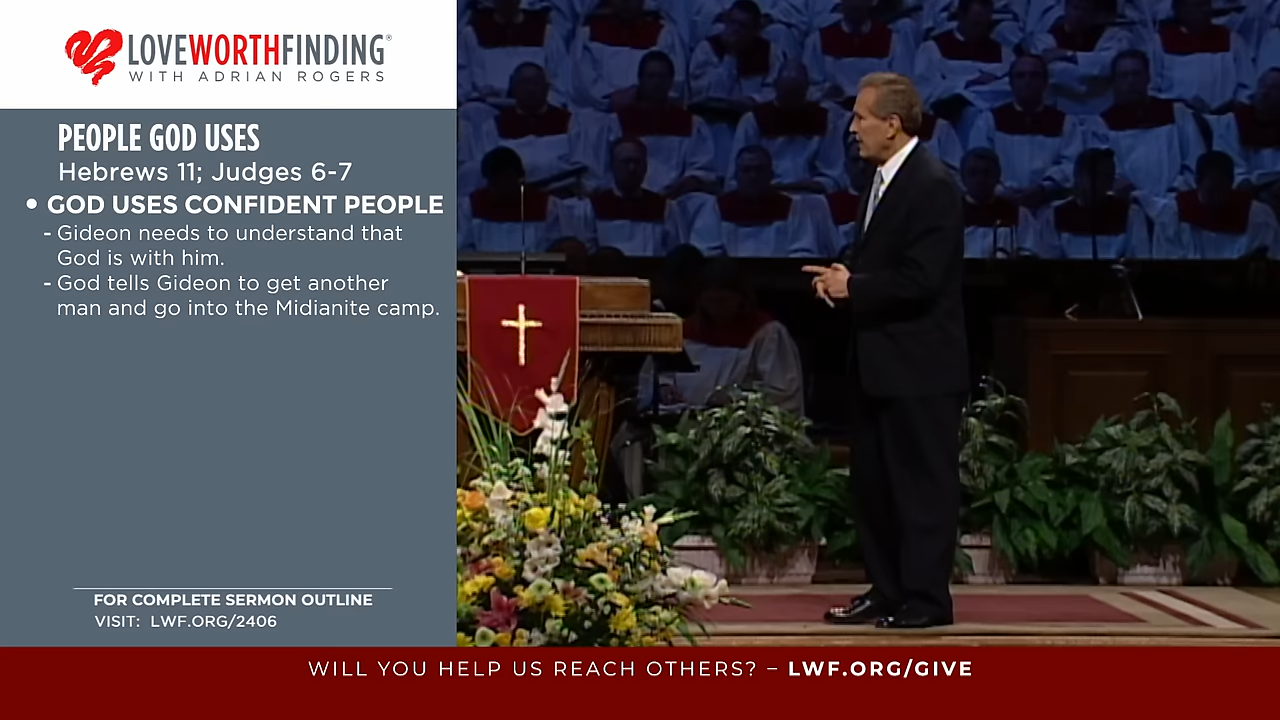 LOVEWORTHFINDING®
WITH ADRIAN ROGERS
PEOPLE GOD USES
Hebrews 11; Judges 6-7
• GOD USES CONFIDENT PEOPLE
- Gideon needs to understand that
God is with him.
- God tells Gideon to get another
man and go into the Midianite camp.
FOR COMPLETE SERMON OUTLINE
VISIT: LWF.ORG/2406
WILL YOU HELP US REACH OTHERS? – LWF.ORG/GIVE